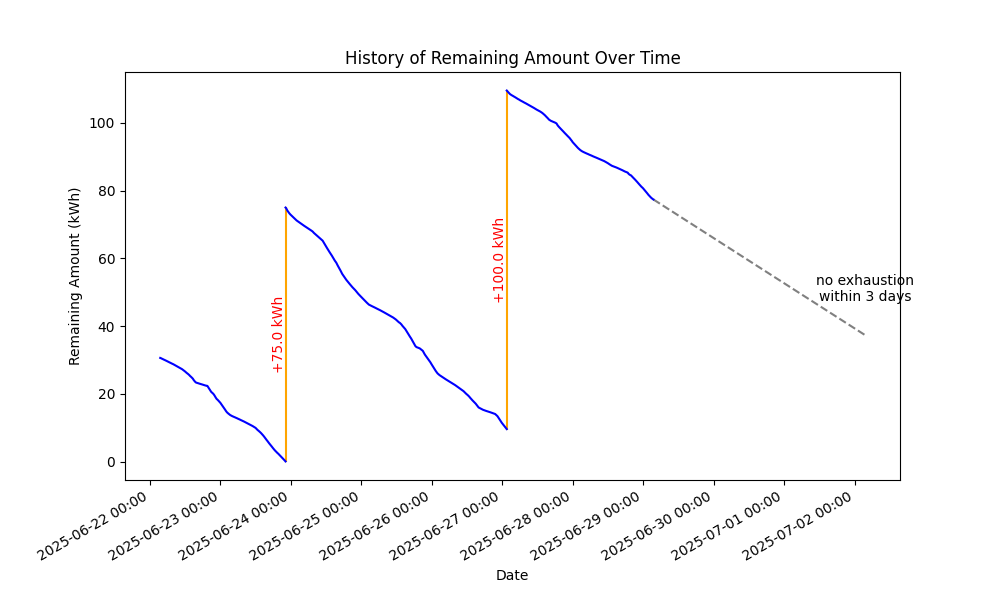 History of Remaining Amount Over Time
Remaining Amount (kWh)
100
80
60
40
20
0
+75.0 kWh
+100.0 kWh
no exhaustion
within 3 days
2025-06-22 00:00
2025-06-23 00:00
2025-06-24 00:00
2025-06-25 00:00
2025-06-26 00:00
2025-06-27 00:00
2025-06-28 00:00
2025-06-29 00:00
2025-06-30 00:00
2025-07-01 00:00
2025-07-02 00:00
Date